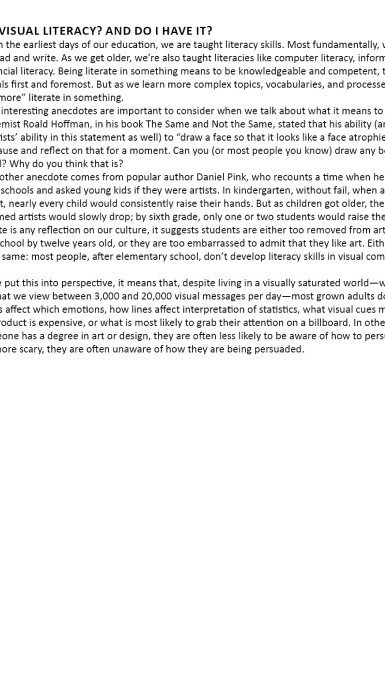 VISUAL LITERACY? AND DO I HAVE IT?
the earliest days of our education, we are taught literacy skills. Most fundamentally,
ad and write. As we get older, we’re also taught literacies like computer literacy, inform
ncial literacy. Being literate in something means to be knowledgeable and competent, t
als first and foremost. But as we learn more complex topics, vocabularies, and processe
more” literate in something.
interesting anecdotes are important to consider when we talk about what it means to
emist Roald Hoffman, in his book The Same and Not the Same, stated that his ability (an
ists’ ability in this statement as well) to “draw a face so that it looks like a face atrophie
ause and reflect on that for a moment. Can you (or most people you know) draw any be
? Why do you think that is?
other anecdote comes from popular author Daniel Pink, who recounts a time when he
schools and asked young kids if they were artists. In kindergarten, without fail, when a
t, nearly every child would consistently raise their hands. But as children got older, the
med artists would slowly drop; by sixth grade, only one or two students would raise the
te is any reflection on our culture, it suggests students are either too removed from art
chool by twelve years old, or they are too embarrassed to admit that they like art. Eith
same: most people, after elementary school, don’t develop literacy skills in visual com
put this into perspective, it means that, despite living in a visually saturated world—w
hat we view between 3,000 and 20,000 visual messages per day—most grown adults do
s affect which emotions, how lines affect interpretation of statistics, what visual cues m
roduct is expensive, or what is most likely to grab their attention on a billboard. In othe
eone has a degree in art or design, they are often less likely to be aware of how to persu
more scary, they are often unaware of how they are being persuaded.